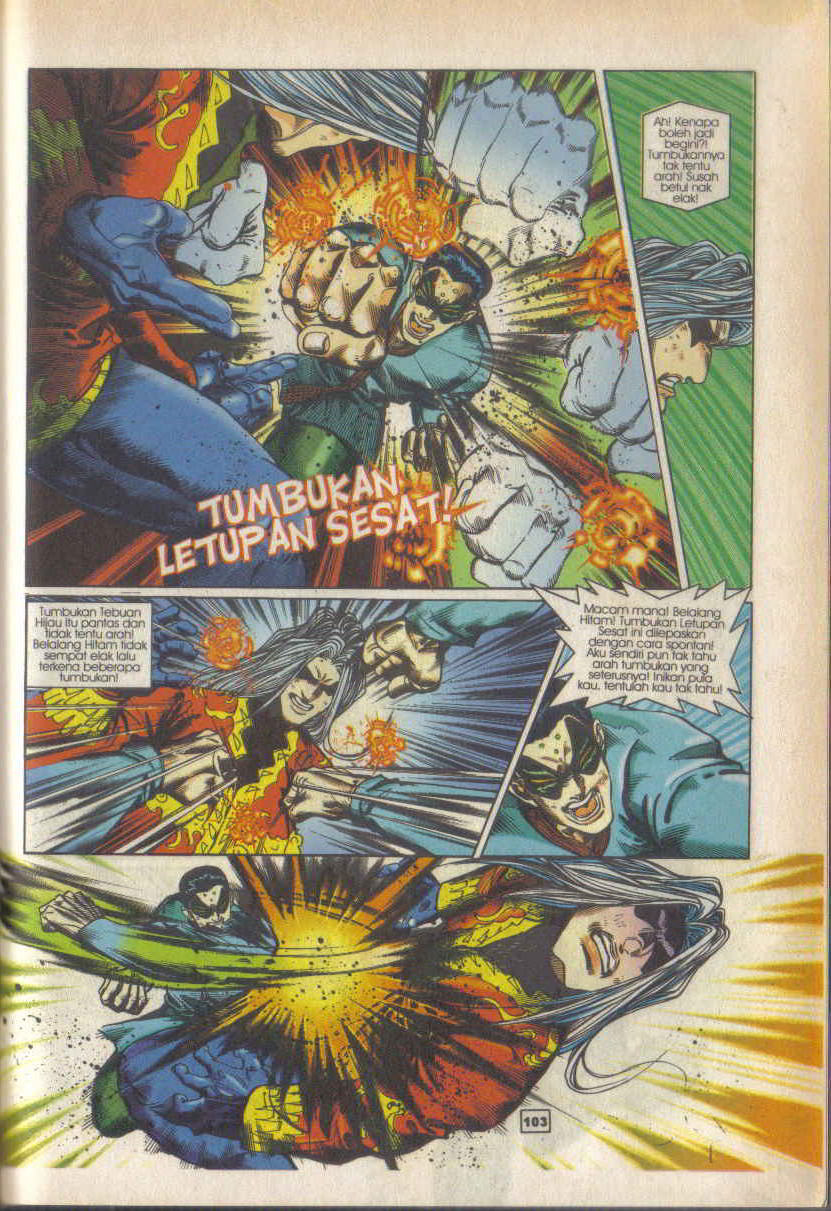 Ah! Kenapa
boleh jadi
begini?!
Tumbukannya
tak tentu
arah! Susah
betul nak
elak!
TUMBUKAN
LETUPAN SESAT!
Tumbukan Tebuan
Hijau itu pantas dan
tidak tentu arah!
Belalang Hitam tidak
sempat elak lalu
terkena beberapa
tumbukan!
Macam mana! Belalang
Hitam! Tumbukan Letupan
Sesat ini dilepaskan
dengan cara spontan!
Aku sendiri pun tak tahu
arah tumbukan yang
seterusnya! Inikan pula
kau, tentulah kau tak tahu!
103